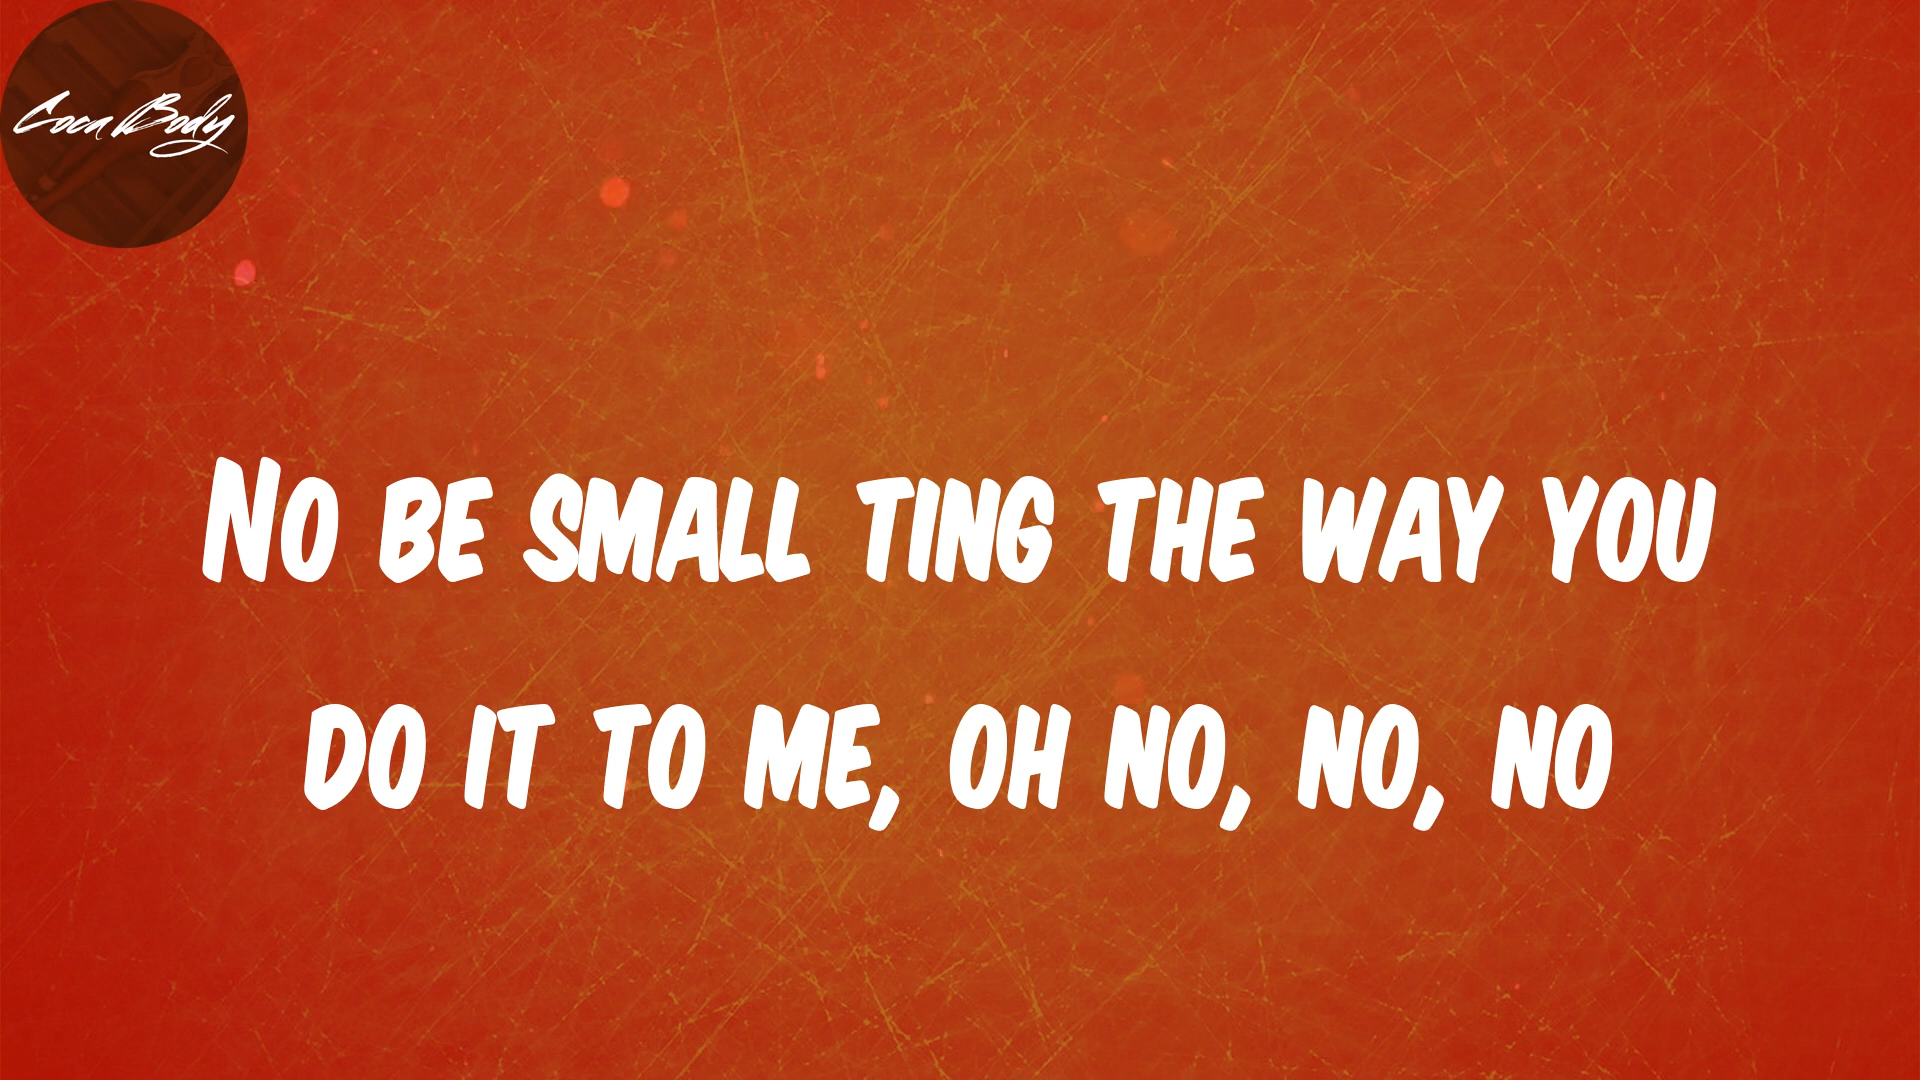 Coca Body
No be small ting the way you
do it to me, oh no, no, no